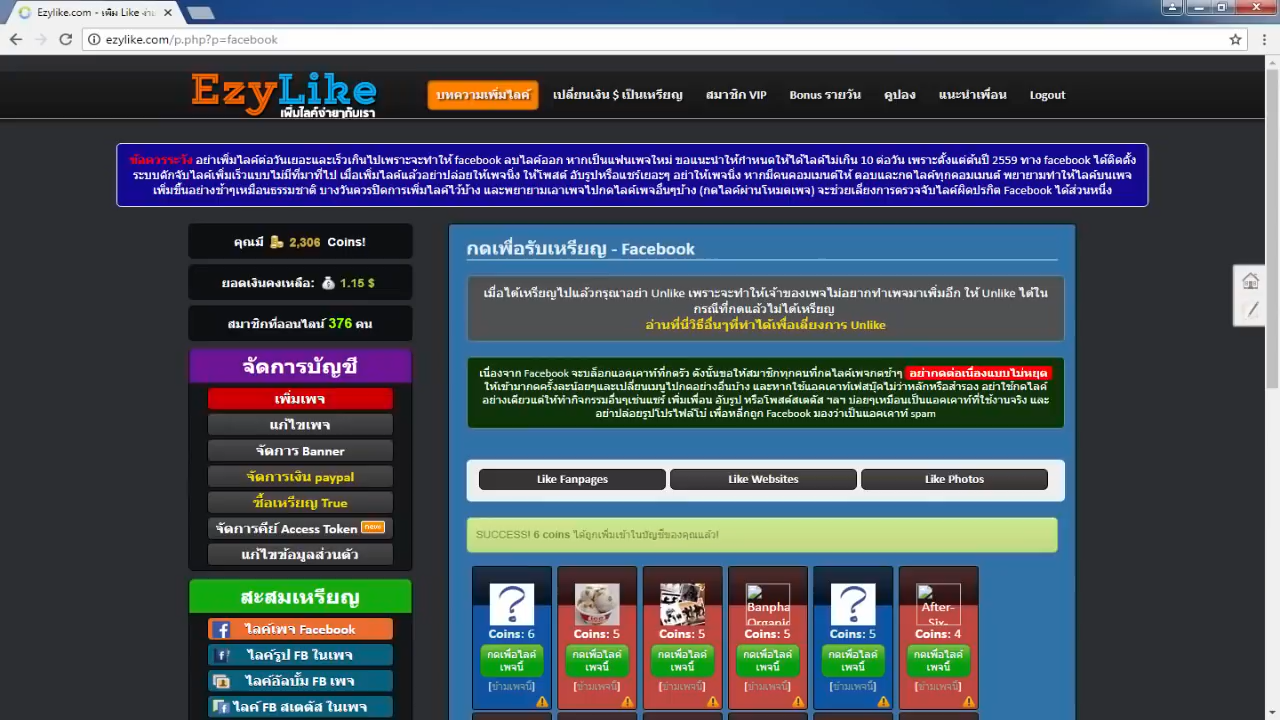 Ezylike.com - เพิ่ม Like ง่าย
ezylike.com/p.php?p=facebook
EzyLike
เพิ่มไลค์ง่ายๆกับเรา
บทความเพิ่มไลค์ เปลี่ยนเงิน $ เป็นเหรียญ สมาชิก VIP Bonus รายวัน คูปอง แนะนำเพื่อน Logout
ข้อควรระวัง อย่าเพิ่มไลค์ต่อวันเยอะและเร็วเกินไปเพราะจะทำให้ facebook ลบไลค์ออก หากเป็นแฟนเพจใหม่ ขอแนะนำให้กำหนดให้ได้ไลค์ไม่เกิน 10 ต่อวัน เพราะตั้งแต่ต้นปี 2559 ทาง facebook ได้ติดตั้ง
ระบบดักจับไลค์เพิ่มเร็วแบบไม่มีที่มาที่ไป เมื่อเพิ่มไลค์แล้วอย่าปล่อยให้เพจนิ่ง ให้โพสต์ อับรูปหรือแชร์เยอะๆ อย่าให้เพจนิ่ง หากมีคนคอมเมนต์ให้ ตอบและกดไลค์ทุกคอมเมนต์ พยายามทำให้ไลค์บนเพจ
เพิ่มขึ้นอย่างช้าๆเหมือนธรรมชาติ บางวันควรปิดการเพิ่มไลค์ไว้บ้าง และพยายามเอาเพจไปกดไลค์เพจอื่นๆบ้าง (กดไลค์ผ่านโหมดเพจ) จะช่วยเลี่ยงการตรวจจับไลค์ผิดปรกติ Facebook ได้ส่วนหนึ่ง
คุณมี 2,306 Coins!
ยอดเงินคงเหลือ: 1.15 $
สมาชิกที่ออนไลน์ 376 คน
จัดการบัญชี
เพิ่มเพจ
แก้ไขเพจ
จัดการ Banner
จัดการเงิน paypal
ซื้อเหรียญ True
จัดการคีย์ Access Token new
แก้ไขข้อมูลส่วนตัว
สะสมเหรียญ
ไลค์เพจ Facebook
ไลค์รูป FB ในเพจ
ไลค์อัลบั้ม FB เพจ
ไลค์ FB สเตตัส ในเพจ
กดเพื่อรับเหรียญ - Facebook
เมื่อได้เหรียญไปแล้วกรุณาอย่า Unlike เพราะจะทำให้เจ้าของเพจไม่อยากทำเพจมาเพิ่มอีก ให้ Unlike ได้ใน
กรณีที่กดแล้วไม่ได้เหรียญ
อ่านที่นี่วิธีอื่นๆที่ทำได้เพื่อเลี่ยงการ Unlike
เนื่องจาก Facebook จะบล็อกแอคเคาท์ที่กดรัว ดังนั้นขอให้สมาชิกทุกคนที่กดไลค์เพจกดช้าๆ อย่ากดต่อเนื่องแบบไม่หยุด
ให้เข้ามากดครั้งละน้อยๆและเปลี่ยนเมนูไปกดอย่างอื่นบ้าง และหากใช้แอคเคาท์เฟสบุ๊คไม่ว่าหลักหรือสำรอง อย่าใช้กดไลค์
อย่างเดียวแต่ให้ทำกิจกรรมอื่นๆเช่นแชร์ เพิ่มเพื่อน อับรูป หรือโพสต์สเตตัส ฯลฯ บ่อยๆเหมือนเป็นแอคเคาท์ที่ใช้งานจริง และ
อย่าปล่อยรูปโปรไฟล์โบ๋ เพื่อหลีกถูก Facebook มองว่าเป็นแอคเคาท์ spam
Like Fanpages Like Websites Like Photos
SUCCESS! 6 coins ได้ถูกเพิ่มเข้าในบัญชีของคุณแล้ว!
Banpha Organic After-Six-
Coins: 6 Coins: 5 Coins: 5 Coins: 5 Coins: 5 Coins: 4
กดเพื่อไลค์ กดเพื่อไลค์ กดเพื่อไลค์ กดเพื่อไลค์ กดเพื่อไลค์ กดเพื่อไลค์
เพจนี้ เพจนี้ เพจนี้ เพจนี้ เพจนี้ เพจนี้
[ข้ามเพจนี้] [ข้ามเพจนี้] [ข้ามเพจนี้] [ข้ามเพจนี้] [ข้ามเพจนี้] [ข้ามเพจนี้]